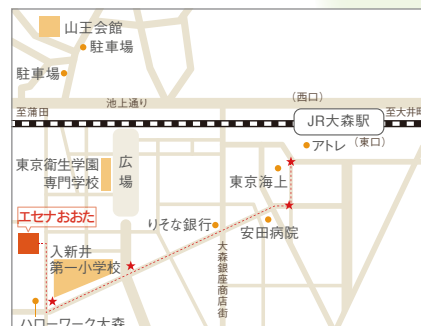 山王会館
駐車場
駐車場
池上通り
(西口)
至蒲田
JR大森駅
至大井町
アトレ
(東口)
東京衛生学園
専門学校
広場
東京海上
エセナおおた
りそな銀行
安田病院
入新井
第一小学校
大森銀座商店街
ハローワーク大森